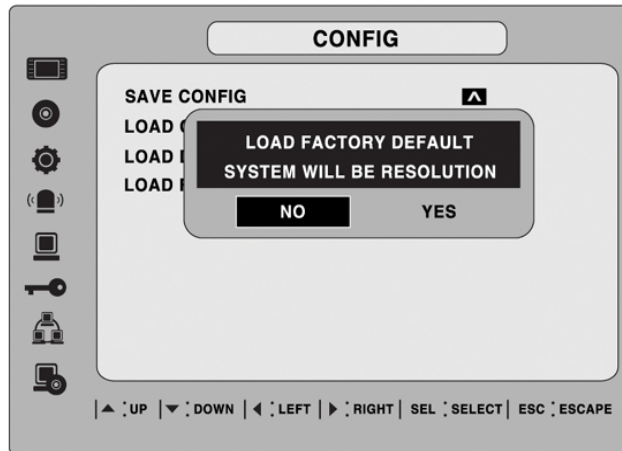 CONFIG
SAVE CONFIG
LOAD
LOAD
LOAD
LOAD FACTORY DEFAULT
SYSTEM WILL BE RESOLUTION
NO YES
UP DOWN LEFT RIGHT SEL : SELECT ESC : ESCAPE